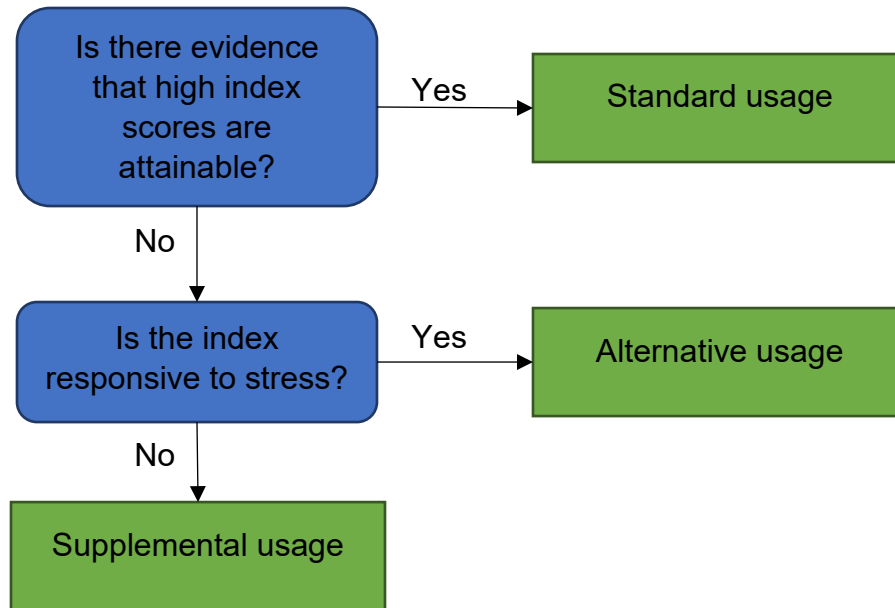 Is there evidence
that high index
scores are
attainable?
Yes
Standard usage
No
Is the index
responsive to stress?
Yes
Alternative usage
No
Supplemental usage